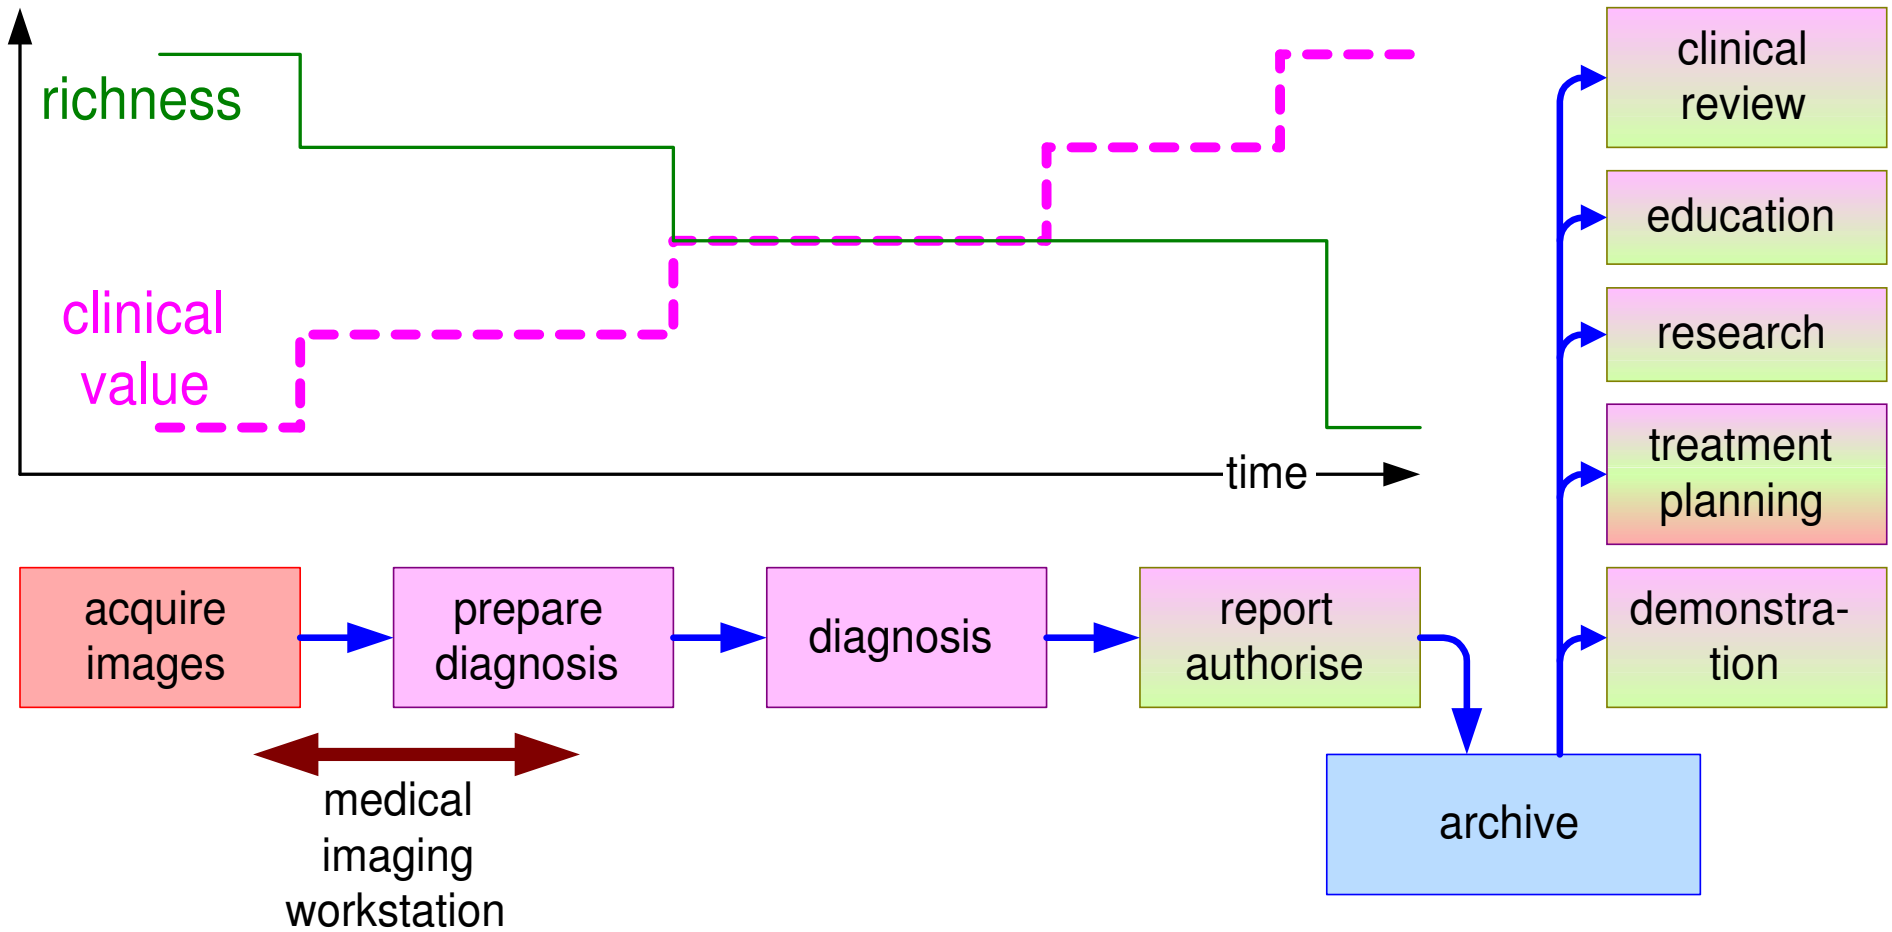 richness
clinical
value
time
acquire
images
prepare
diagnosis
diagnosis
report
authorise
medical
imaging
workstation
archive
clinical
review
education
research
treatment
planning
demonstra-
tion